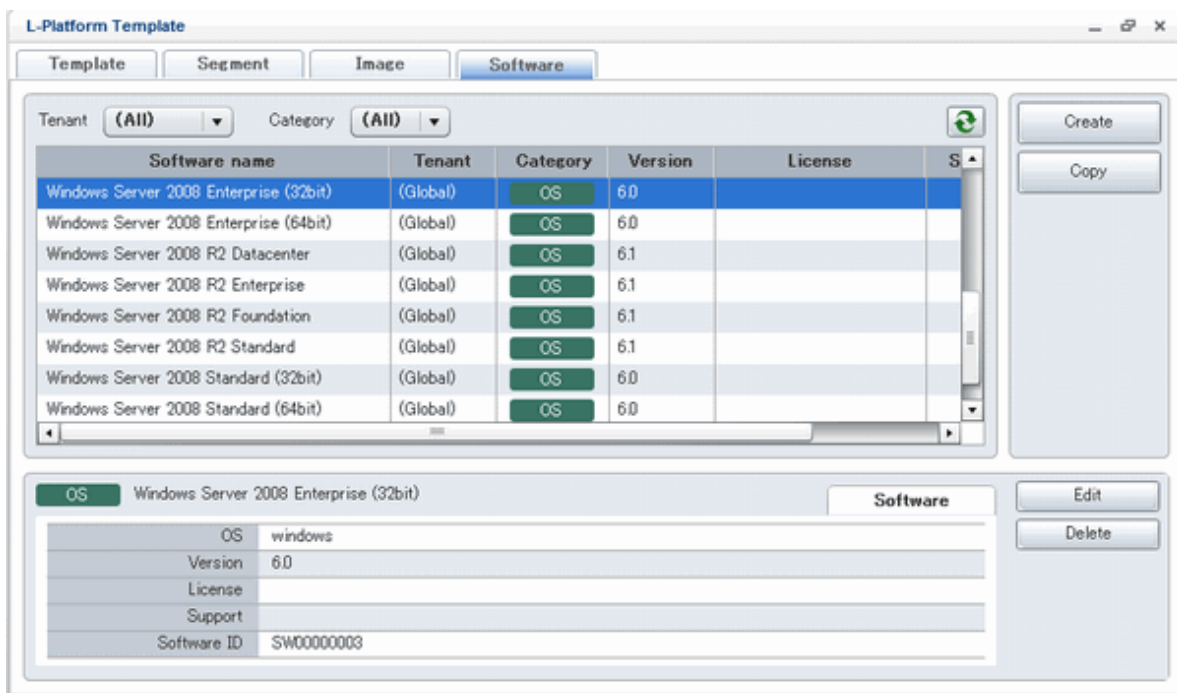 L-Platform Template
Template Segment Image Software
Tenant (All) Category (All)
Create
Copy
Software name Tenant Category Version License S
Windows Server 2008 Enterprise (32bit) (Global) OS 6.0
Windows Server 2008 Enterprise (64bit) (Global) OS 6.0
Windows Server 2008 R2 Datacenter (Global) OS 6.1
Windows Server 2008 R2 Enterprise (Global) OS 6.1
Windows Server 2008 R2 Foundation (Global) OS 6.1
Windows Server 2008 R2 Standard (Global) OS 6.1
Windows Server 2008 Standard (32bit) (Global) OS 6.0
Windows Server 2008 Standard (64bit) (Global) OS 6.0
OS Windows Server 2008 Enterprise (32bit) Software
Edit
Delete
OS windows
Version 6.0
License
Support
Software ID SW00000003